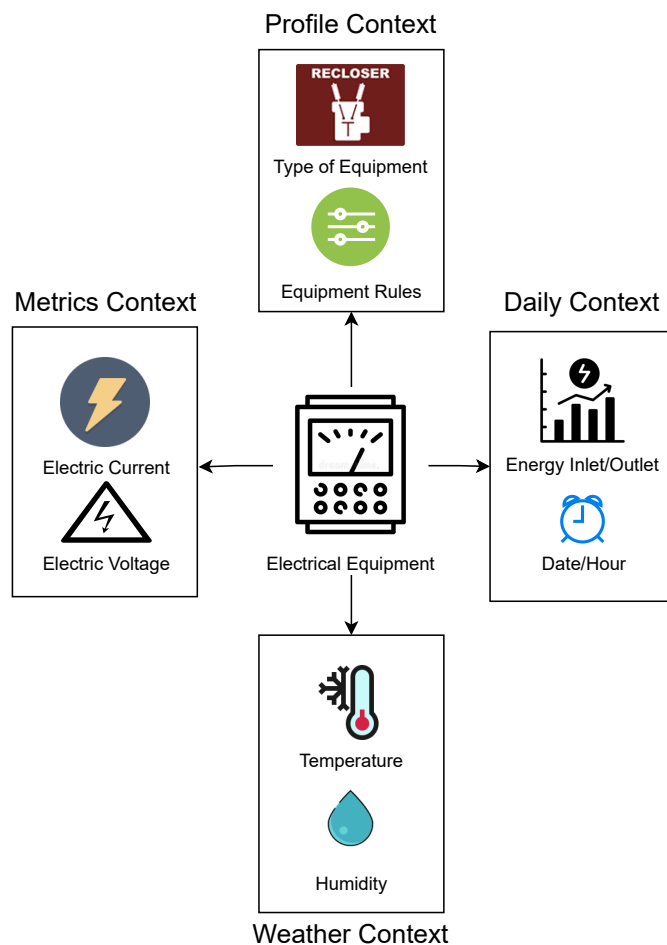 Profile Context
RECLOSER
Type of Equipment
Equipment Rules
Metrics Context
Electric Current
Electric Voltage
Electrical Equipment
Daily Context
Energy Inlet/Outlet
Date/Hour
Temperature
Humidity
Weather Context